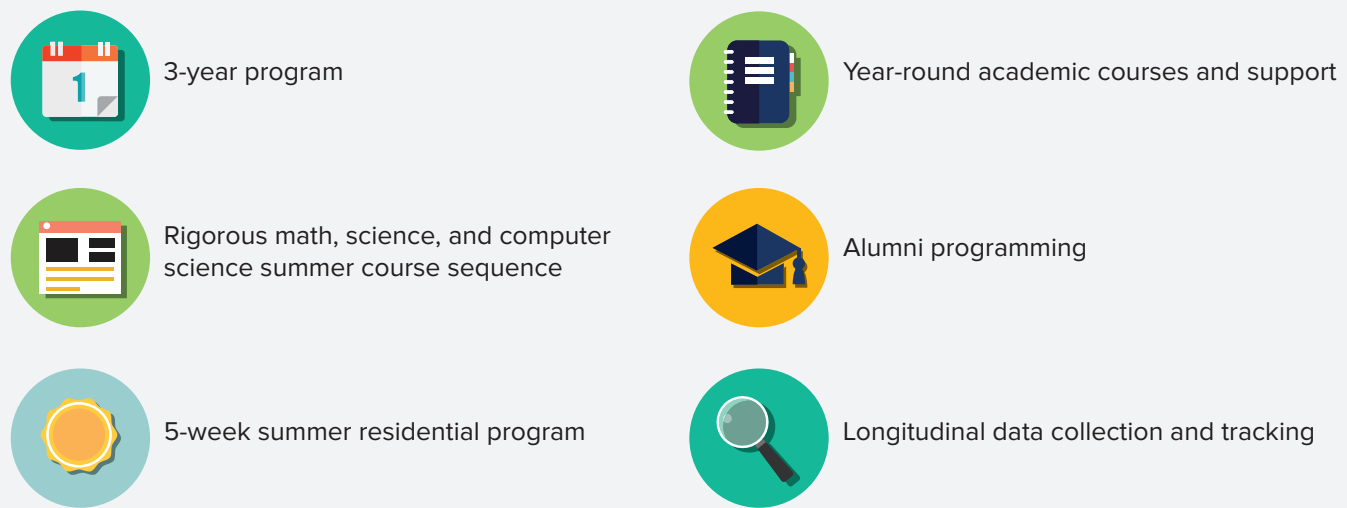 1
3-year program
Rigorous math, science, and computer
science summer course sequence
5-week summer residential program
Year-round academic courses and support
Alumni programming
Longitudinal data collection and tracking